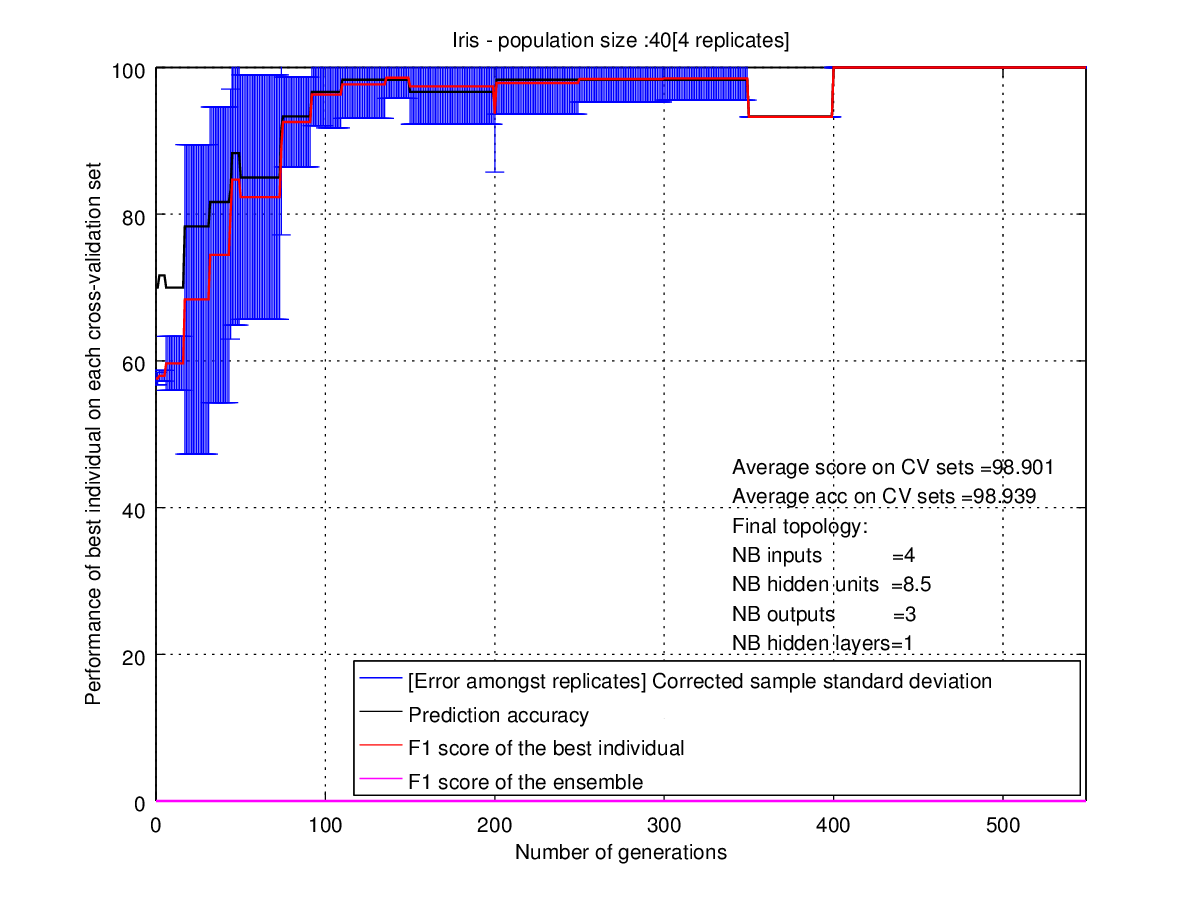 Iris - population size :40[4 replicates]
Performance of best individual on each cross-validation set
100
80
60
40
20
0
Average score on CV sets =98.901
Average acc on CV sets =98.939
Final topology:
NB inputs =4
NB hidden units =8.5
NB outputs =3
NB hidden layers=1
[Error amongst replicates] Corrected sample standard deviation
Prediction accuracy
F1 score of the best individual
F1 score of the ensemble
0 100 200 300 400 500
Number of generations